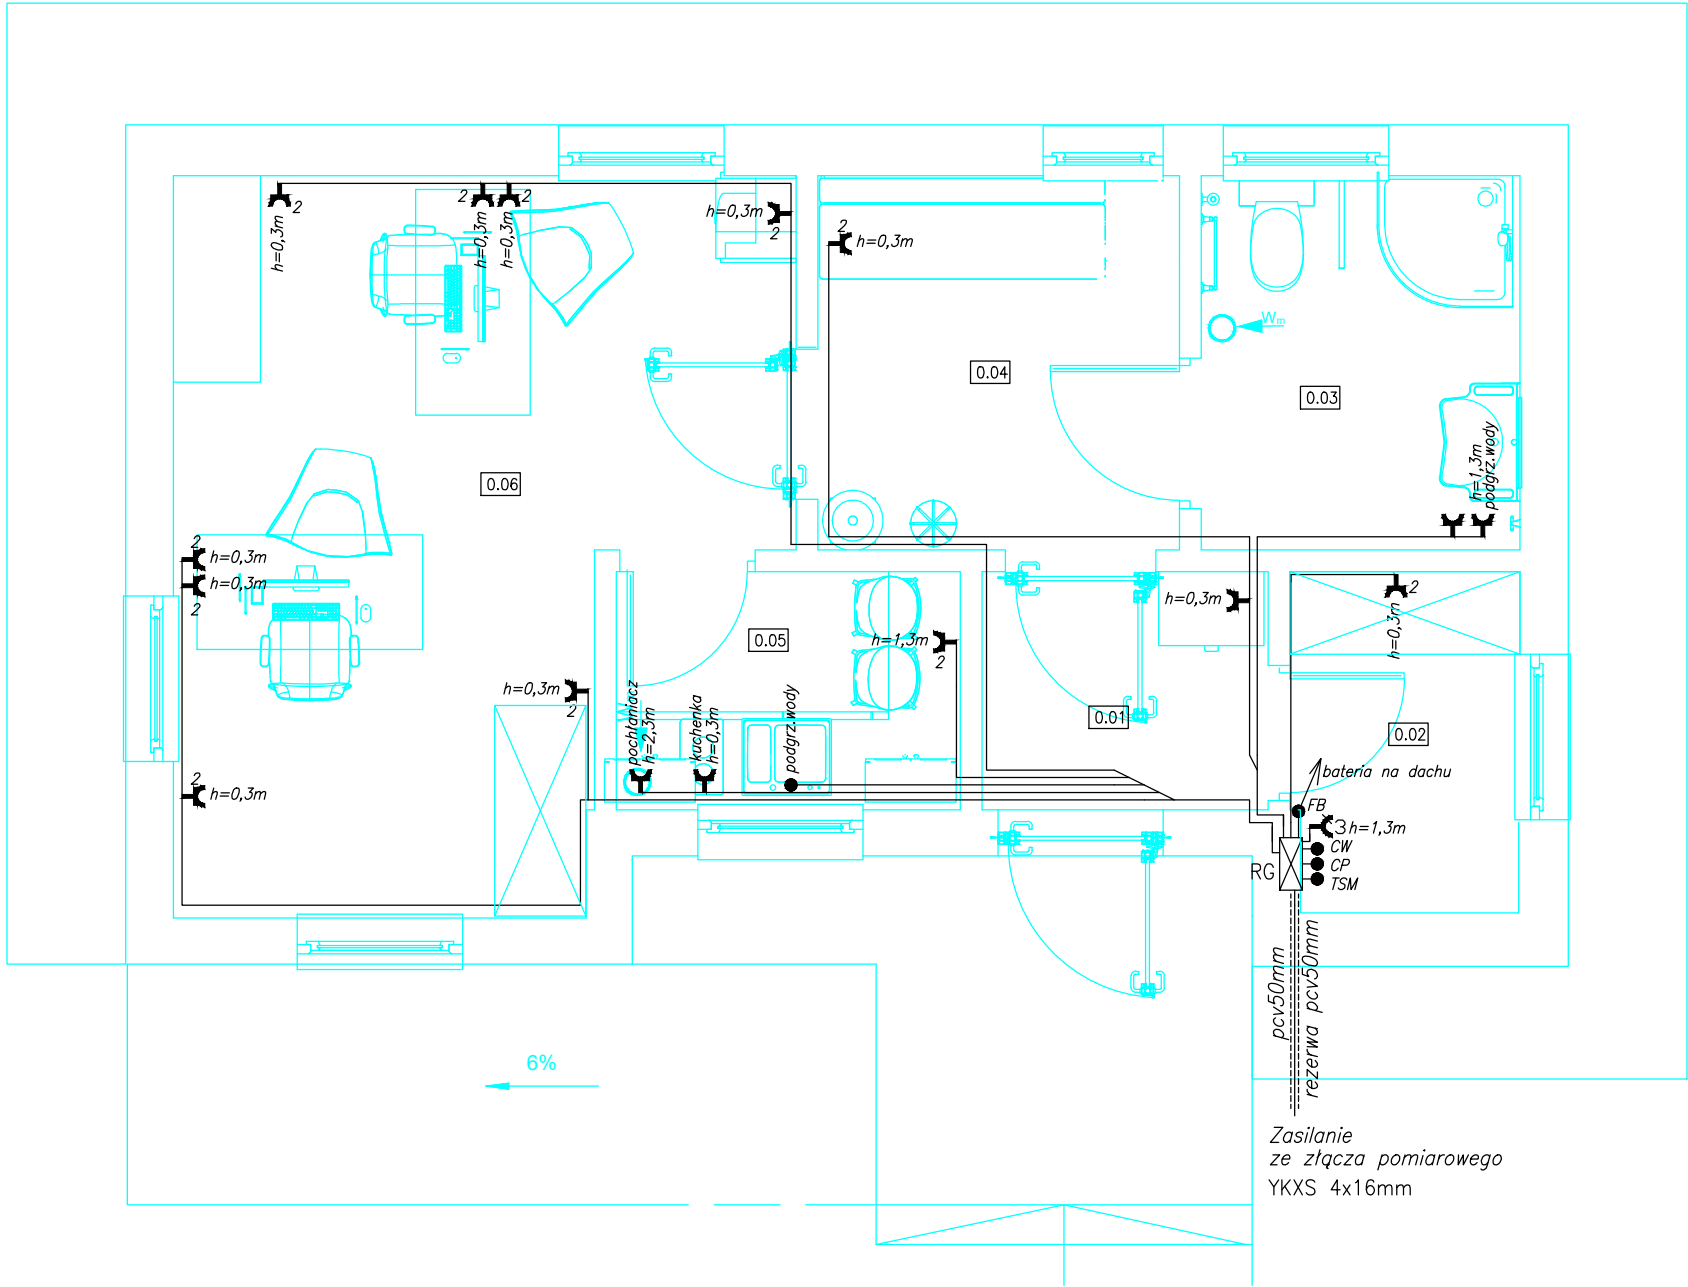 2
h=0,3m
2
h=0,3m
2
h=0,3m
h=0,3m
2
2
h=0,3m
Wm
0.04
0.03
h=1,3m
podgrz.wody
0.06
2
h=0,3m
h=0,3m
2
h=0,3m
2
h=0,3m
0.05
h=1,3m
2
h=0,3m
2
pochłaniacz
h=2,3m
kuchenka
h=0,3m
podgrz.wody
0.01
0.02
2
h=0,3m
bateria na dachu
FB
3 h=1,3m
CW
CP
TSM
RG
pcv50mm
rezerwa pcv50mm
6%
Zasilanie
ze złącza pomiarowego
YKXS 4x16mm